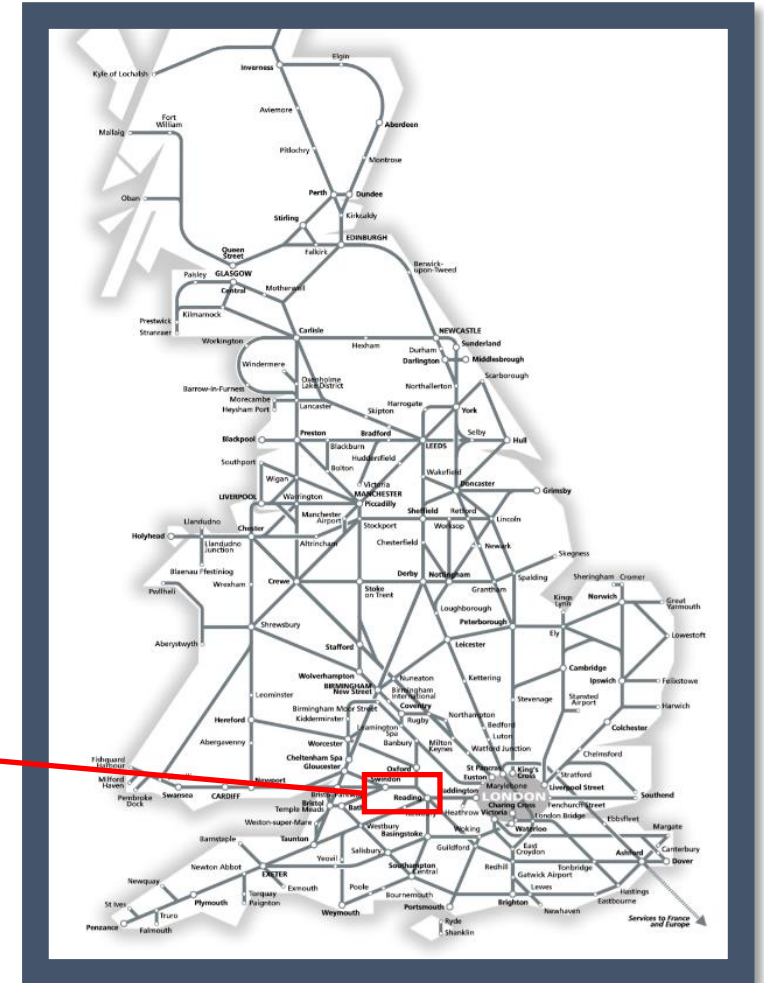 Elgin
Inverness
Kyle of Lochalsh
Aviemore
Fort
William
Mallaig
Aberdeen
Pitlochry
Montrose
Perth
Dundee
Oban
Stirling
Kirkcaldy
EDINBURGH
Queen
Street
Falkirk
Berwick-
upon-Tweed
Paisley
GLASGOW
Central
Motherwell
Kilmarnock
Prestwick
Stranraer
Carlisle
NEWCASTLE
Workington
Hexham
Sunderland
Durham
Darlington
Middlesbrough
Windermere
Scarborough
Oxenholme
Lake District
Barrow-in-Furness
Northallerton
Morecambe
Heysham Port
Lancaster
Harrogate
York
Skipton
Blackpool
Preston
Bradford
Selby
Hull
Blackburn
LEEDS
Huddersfield
Southport
Bolton
Wakefield
Wigan
Victoria
Doncaster
MANCHESTER
Piccadilly
Grimsby
LIVERPOOL
Warrington
Manchester
Airport
Sheffield
Retford
Lincoln
Llandudno
Stockport
Worksop
Holyhead
Chester
Llandudno
Junction
Altrincham
Chesterfield
Newark
Skegness
Blaenau Ffestiniog
Wrexham
Crewe
Derby
Nottingham
Grantham
Spalding
Sheringham
Cromer
Pwllheli
Stoke
on Trent
Kings
Lynn
Norwich
Great
Yarmouth
Loughborough
Shrewsbury
Peterborough
Ely
Lowestoft
Aberystwyth
Stafford
Leicester
Wolverhampton
Nuneaton
Cambridge
BIRMINGHAM
New Street
Birmingham
International
Kettering
Ipswich
Felixstowe
Leominster
Birmingham Moor Street
Coventry
Stevenage
Stansted
Airport
Harwich
Hereford
Kidderminster
Rugby
Northampton
Leamington
Spa
Bedford
Colchester
Abergavenny
Worcester
Banbury
Milton
Keynes
Luton
Watford Junction
Chelmsford
Cheltenham Spa
Gloucester
Fishguard
Harbour
Oxford
St Pancras
King's
Cross
Euston
Stratford
Milford
Haven
Newport
Swindon
Marylebone
Liverpool Street
Pembroke
Dock
Swansea
CARDIFF
Bristol
Temple Meads
Bath
Reading
Paddington
LONDON
Southend
Charing Cross
Fenchurch Street
Heathrow
Victoria
London Bridge
Ebbsfleet
Weston-super-Mare
Westbury
Basingstoke
Woking
Waterloo
Margate
Barnstaple
Taunton
Salisbury
Guildford
East
Croydon
Canterbury
Ashford
Dover
Yeovil
Newton Abbot
EXETER
Southampton
Central
Redhill
Gatwick Airport
Tonbridge
Newquay
Exmouth
Poole
Bournemouth
Lewes
Hastings
Eastbourne
St Ives
Plymouth
Torquay
Paignton
Weymouth
Portsmouth
Brighton
Newhaven
Truro
Falmouth
Penzance
Ryde
Shanklin
Services to France
and Europe